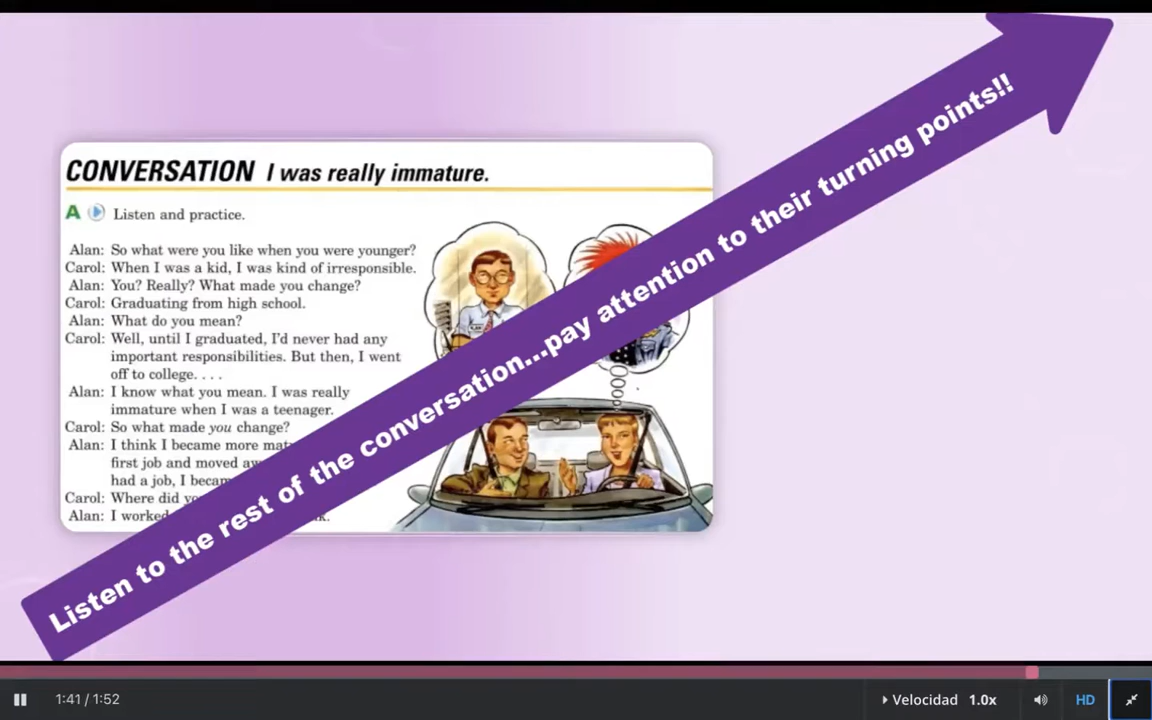 CONVERSATION I was really immature.
A Listen and practice.
Alan: So what were you like when you were younger?
Carol: When I was a kid, I was kind of irresponsible.
Alan: You? Really? What made you change?
Carol: Graduating from high school.
Alan: What do you mean?
Carol: Well, until I graduated, I'd never had any
important responsibilities. But then, I went
off to college. . . .
Alan: I know what you mean. I was really
immature when I was a teenager.
Carol: So what made you change?
Alan: I think I became more
first job and moved
had a job, I
Carol: Where did
Alan: I worked
Listen to the rest of the conversation...pay attention to their turning points!!
1:41 / 1:52
Velocidad 1.0x
HD